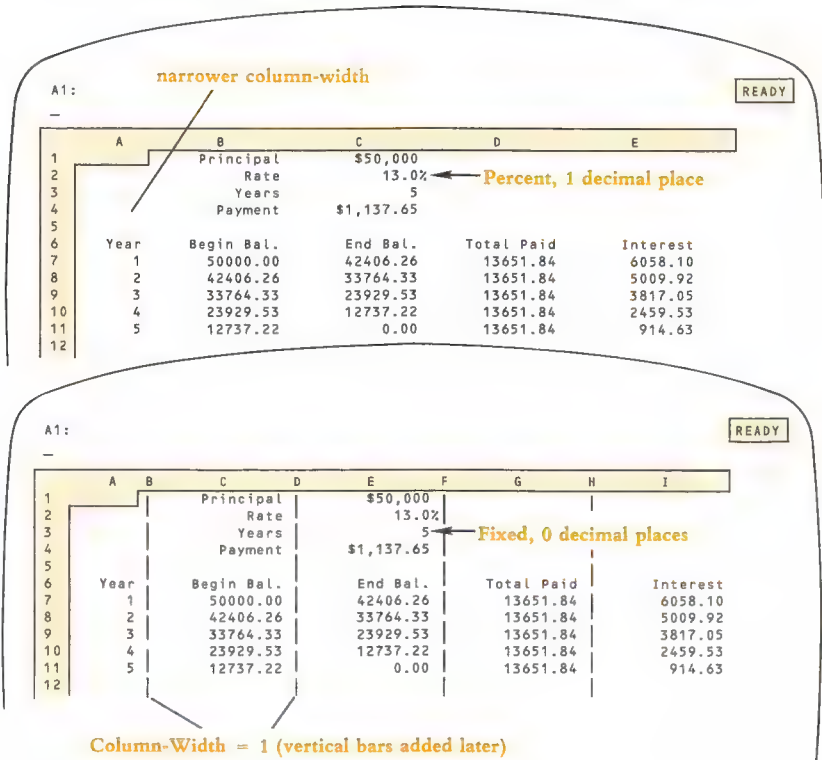 narrower column-width
A1: READY
A B C D E
1 Principal $50,000
2 Rate 13.0% Percent, 1 decimal place
3 Years 5
4 Payment $1,137.65
5
6 Year Begin Bal. End Bal. Total Paid Interest
7 1 50000.00 42406.26 13651.84 6058.10
8 2 42406.26 33764.33 13651.84 5009.92
9 3 33764.33 23929.53 13651.84 3817.05
10 4 23929.53 12737.22 13651.84 2459.53
11 5 12737.22 0.00 13651.84 914.63
12
A1: READY
A B C D E F G H I
1 Principal $50,000
2 Rate 13.0%
3 Years 5 Fixed, 0 decimal places
4 Payment $1,137.65
5
6 Year Begin Bal. End Bal. Total Paid Interest
7 1 50000.00 42406.26 13651.84 6058.10
8 2 42406.26 33764.33 13651.84 5009.92
9 3 33764.33 23929.53 13651.84 3817.05
10 4 23929.53 12737.22 13651.84 2459.53
11 5 12737.22 0.00 13651.84 914.63
12
Column-Width = 1 (vertical bars added later)